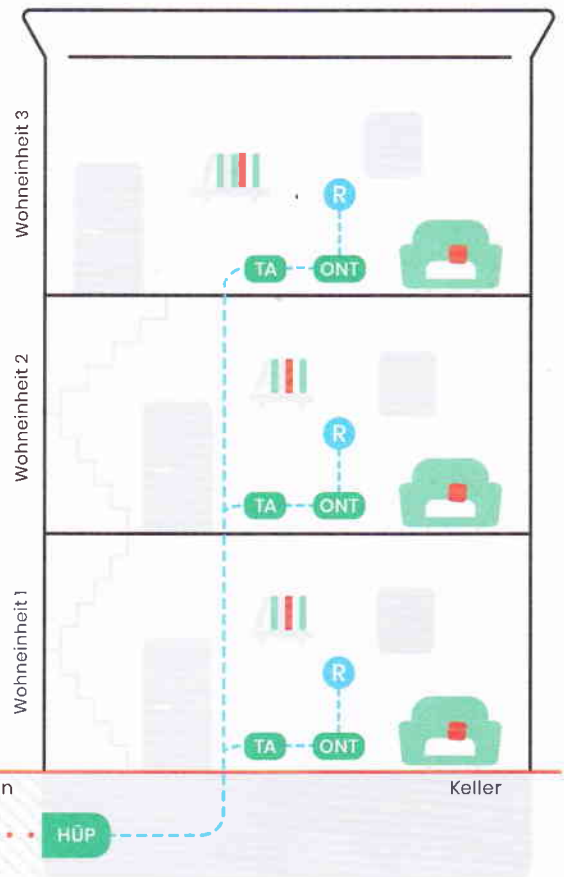 Wohneinheit 3
R
TA
ONT
Wohneinheit 2
R
TA
ONT
Wohneinheit 1
R
TA
ONT
Keller
HÜP